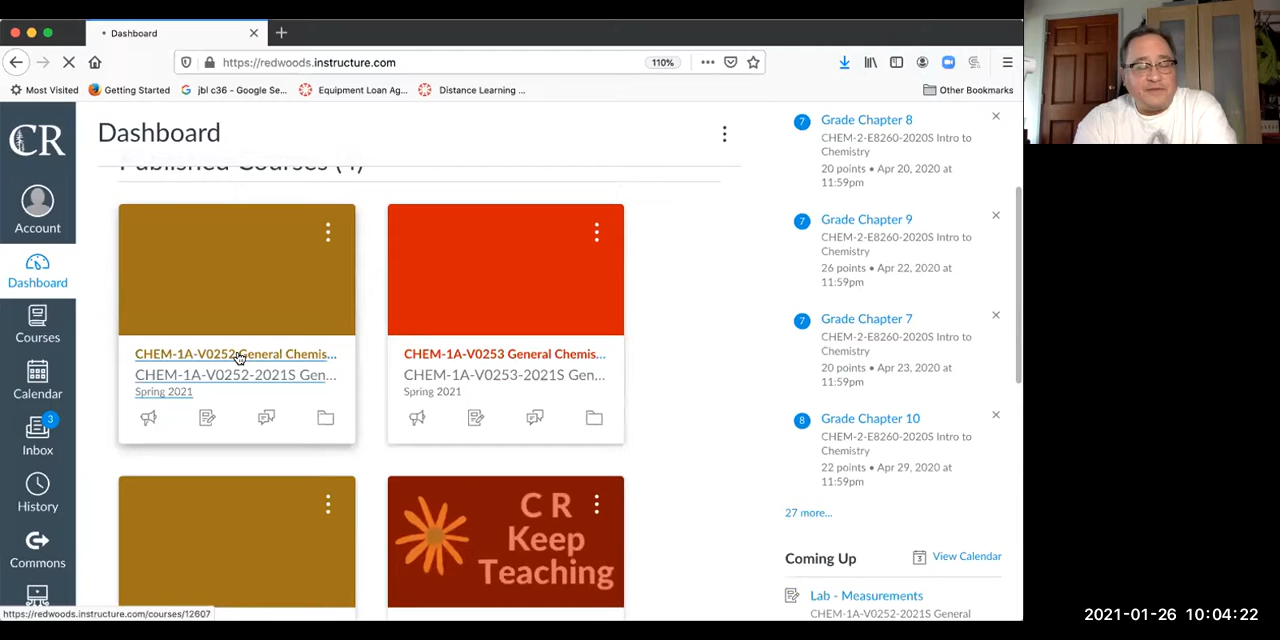 Dashboard
https://redwoods.instructure.com
110%
Most Visited
Getting Started
jbl c36 - Google Se...
Equipment Loan Ag...
Distance Learning ...
Other Bookmarks
CR
Account
Dashboard
Courses
Calendar
3
Inbox
History
Commons
Dashboard
Published Courses (4)
CHEM-1A-V0252 General Chemis...
CHEM-1A-V0252-2021S Gen...
Spring 2021
CHEM-1A-V0253 General Chemis...
CHEM-1A-V0253-2021S Gen...
Spring 2021
C R
Keep
Teaching
7
Grade Chapter 8
CHEM-2-E8260-2020S Intro to
Chemistry
20 points • Apr 20, 2020 at
11:59pm
7
Grade Chapter 9
CHEM-2-E8260-2020S Intro to
Chemistry
26 points • Apr 22, 2020 at
11:59pm
7
Grade Chapter 7
CHEM-2-E8260-2020S Intro to
Chemistry
20 points • Apr 23, 2020 at
11:59pm
8
Grade Chapter 10
CHEM-2-E8260-2020S Intro to
Chemistry
22 points • Apr 29, 2020 at
11:59pm
27 more...
Coming Up
3
View Calendar
Lab - Measurements
CHEM-1A-V0252-2021S General
https://redwoods.instructure.com/courses/12607
2021-01-26 10:04:22